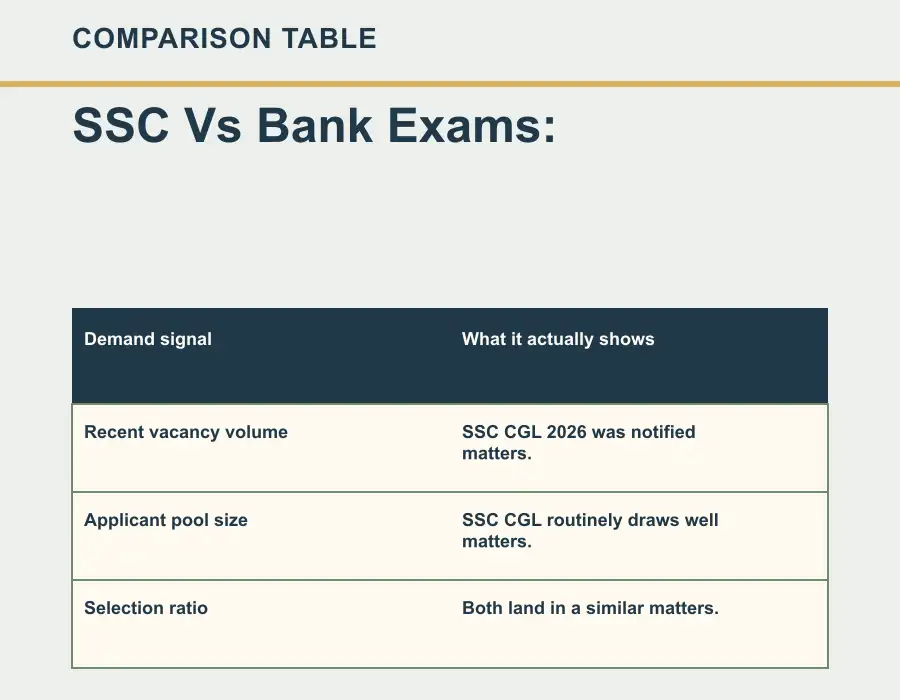 COMPARISON TABLE
SSC Vs Bank Exams:
Demand signal
What it actually shows
Recent vacancy volume
SSC CGL 2026 was notified
matters.
Applicant pool size
SSC CGL routinely draws well
matters.
Selection ratio
Both land in a similar matters.